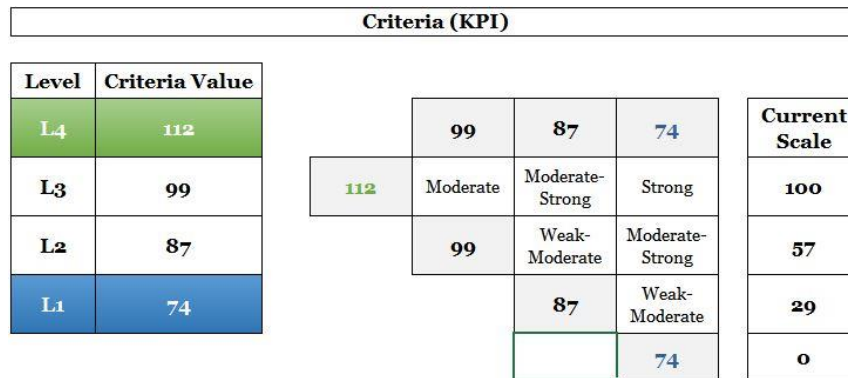 Criteria (KPI)
Level Criteria Value
L4 112
L3 99
L2 87
L1 74
99 87 74
112 Moderate Moderate-
Strong Strong
99 Weak-
Moderate Moderate-
Strong
87 Weak-
Moderate
74
Current
Scale
100
57
29
0